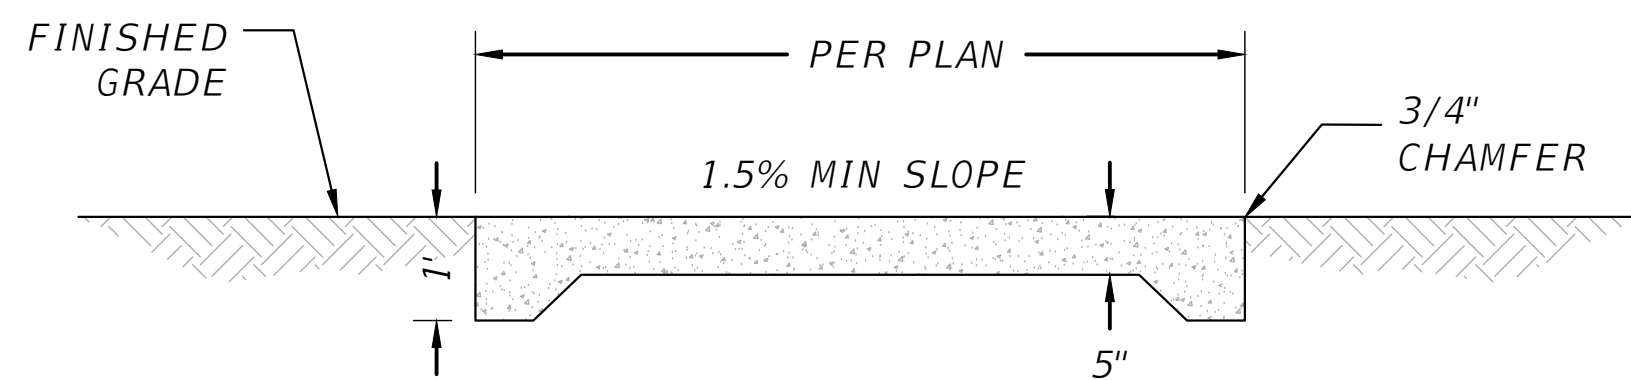 FINISHED
GRADE
PER PLAN
3/4"
CHAMFER
1.5% MIN SLOPE
1'
5"